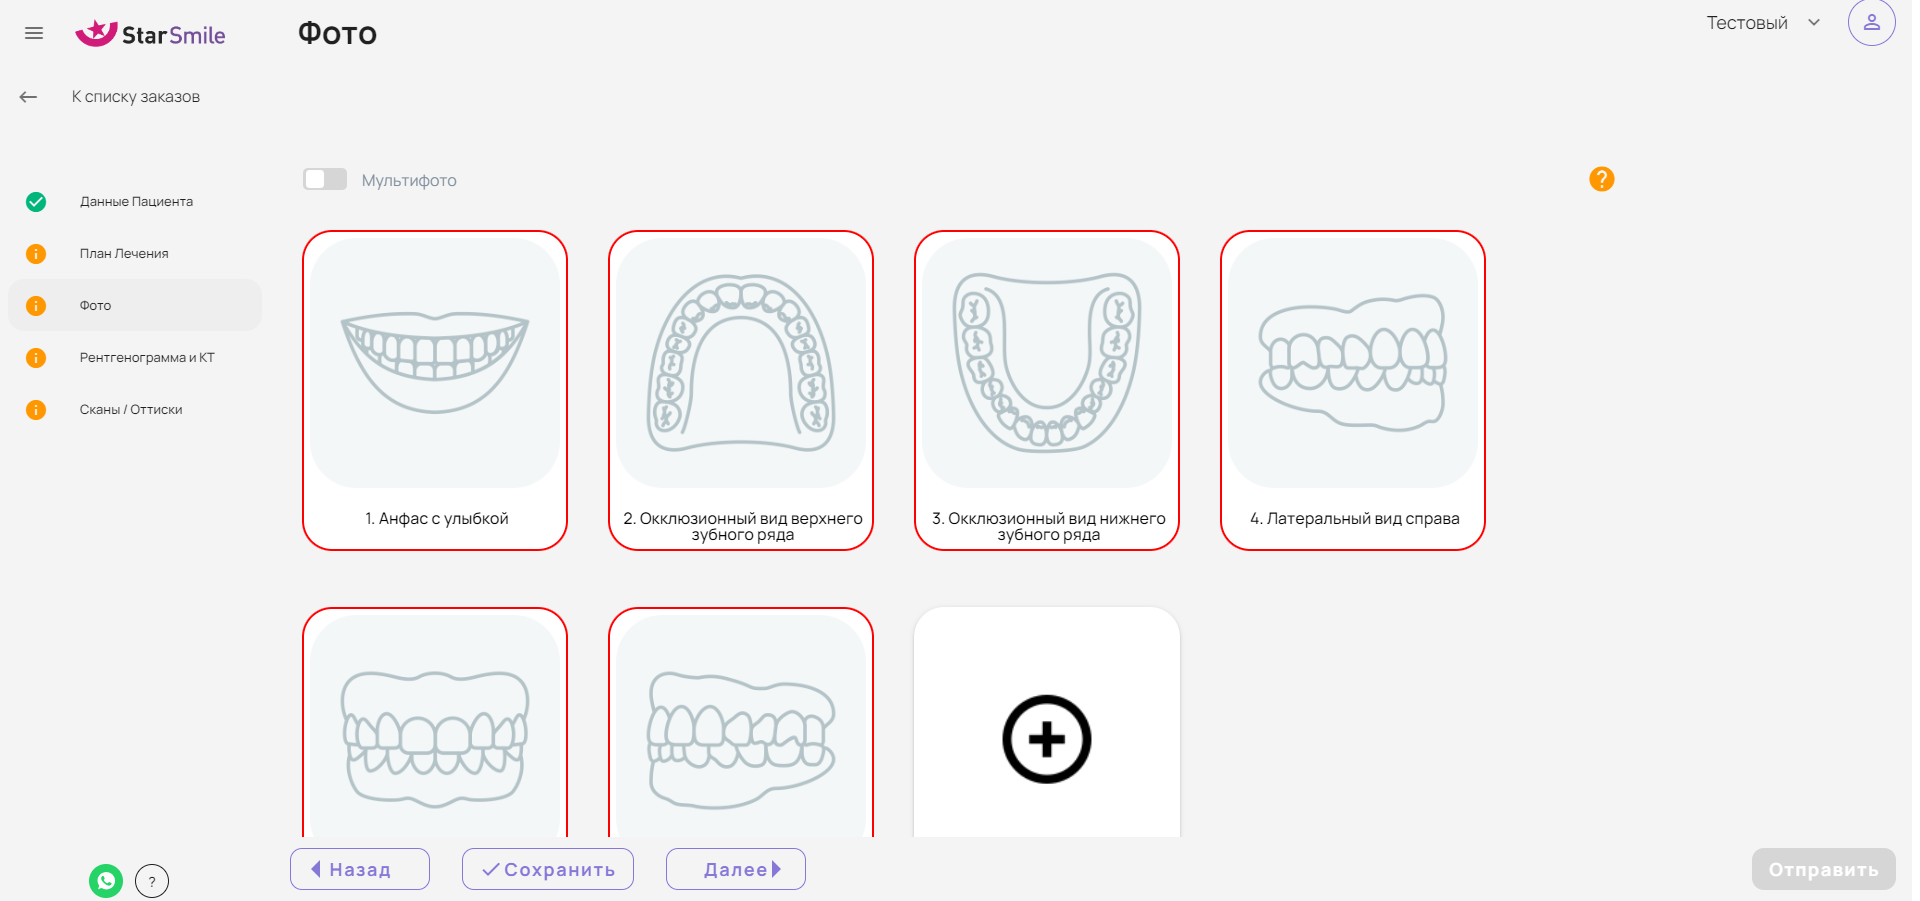 StarSmile
Фото
Тестовый
К списку заказов
Мультифото
?
Данные Пациента
План Лечения
Фото
Рентгенограмма и КТ
Сканы / Оттиски
1. Анфас с улыбкой
2. Окклюзионный вид верхнего
зубного ряда
3. Окклюзионный вид нижнего
зубного ряда
4. Латеральный вид справа
Назад
Сохранить
Далее
Отправить
?